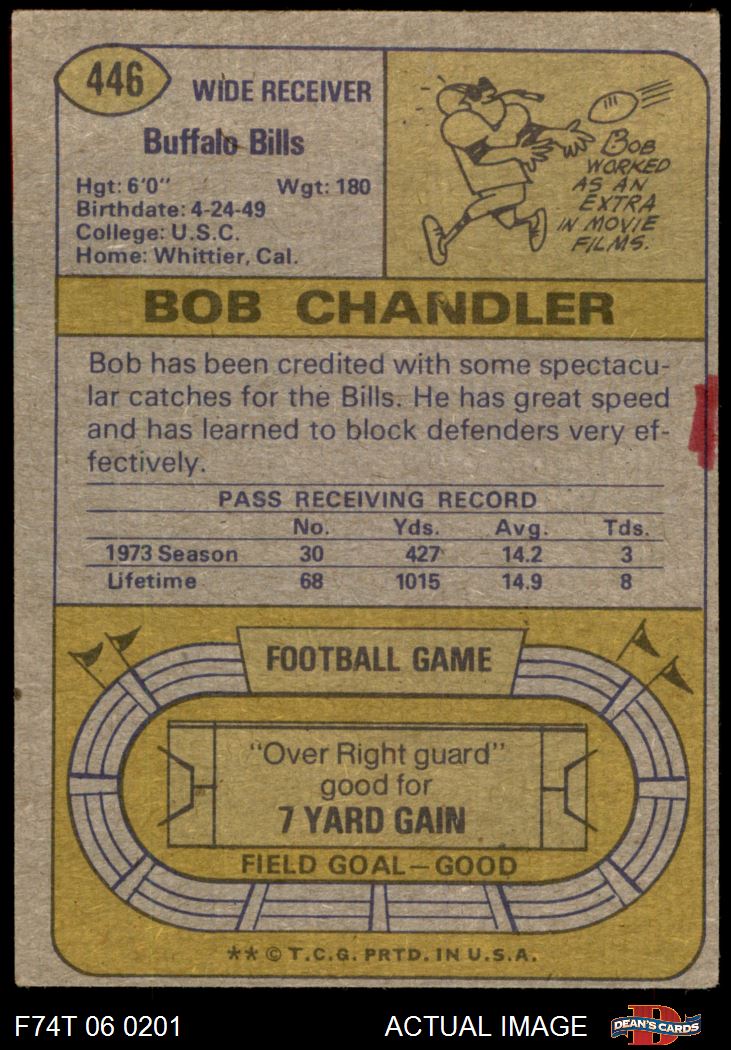 446
WIDE RECEIVER
Buffalo Bills
Hgt: 6'0" Wgt: 180
Birthdate: 4-24-49
College: U.S.C.
Home: Whittier, Cal.
BOB
WORKED
AS AN
EXTRA
IN MOVIE
FILMS.
BOB CHANDLER
Bob has been credited with some spectacu-
lar catches for the Bills. He has great speed
and has learned to block defenders very ef-
fectively.
PASS RECEIVING RECORD
No. Yds. Avg. Tds.
1973 Season 30 427 14.2 3
Lifetime 68 1015 14.9 8
FOOTBALL GAME
"Over Right guard"
good for
7 YARD GAIN
FIELD GOAL—GOOD
** © T.C.G. PRTD. IN U.S.A.
F74T 06 0201 ACTUAL IMAGE DEAN'S CARDS